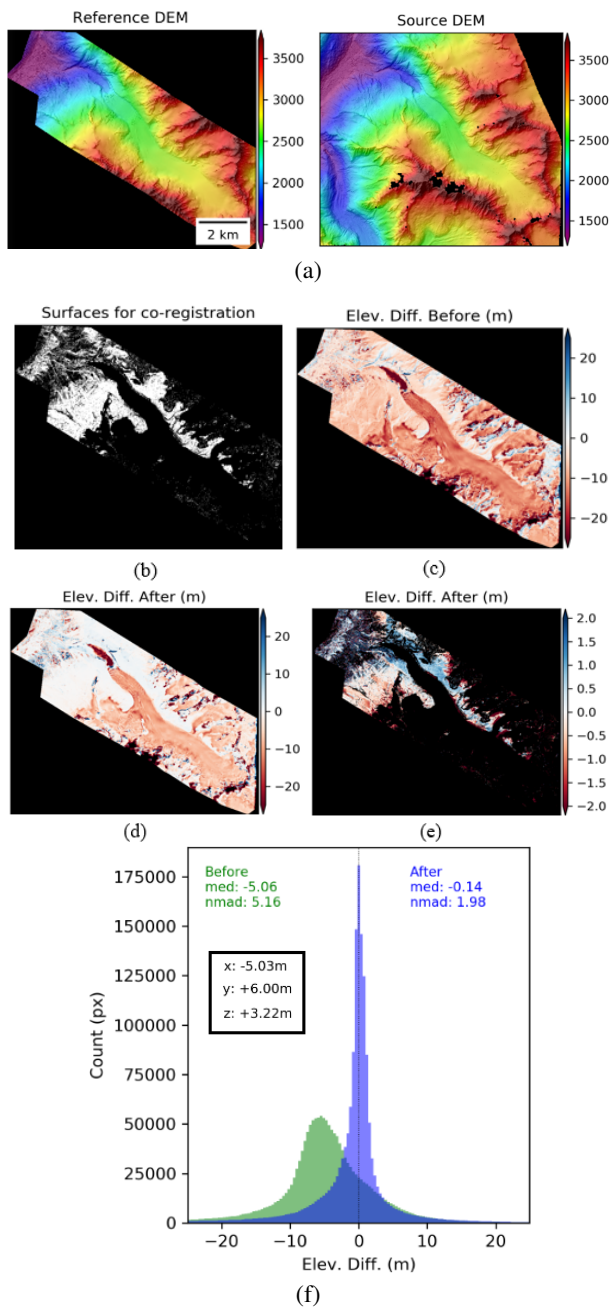 Reference DEM
3500
3000
2500
2000
1500
2 km
Source DEM
3500
3000
2500
2000
1500
(a)
Surfaces for co-registration
(b)
Elev. Diff. Before (m)
20
10
0
−10
−20
(c)
Elev. Diff. After (m)
20
10
0
−10
−20
(d)
Elev. Diff. After (m)
2.0
1.5
1.0
0.5
0.0
−0.5
−1.0
−1.5
−2.0
(e)
Before
med: -5.06
nmad: 5.16
After
med: -0.14
nmad: 1.98
x: -5.03m
y: +6.00m
z: +3.22m
Count (px)
175000
150000
125000
100000
75000
50000
25000
0
−20
−10
0
10
20
Elev. Diff. (m)
(f)